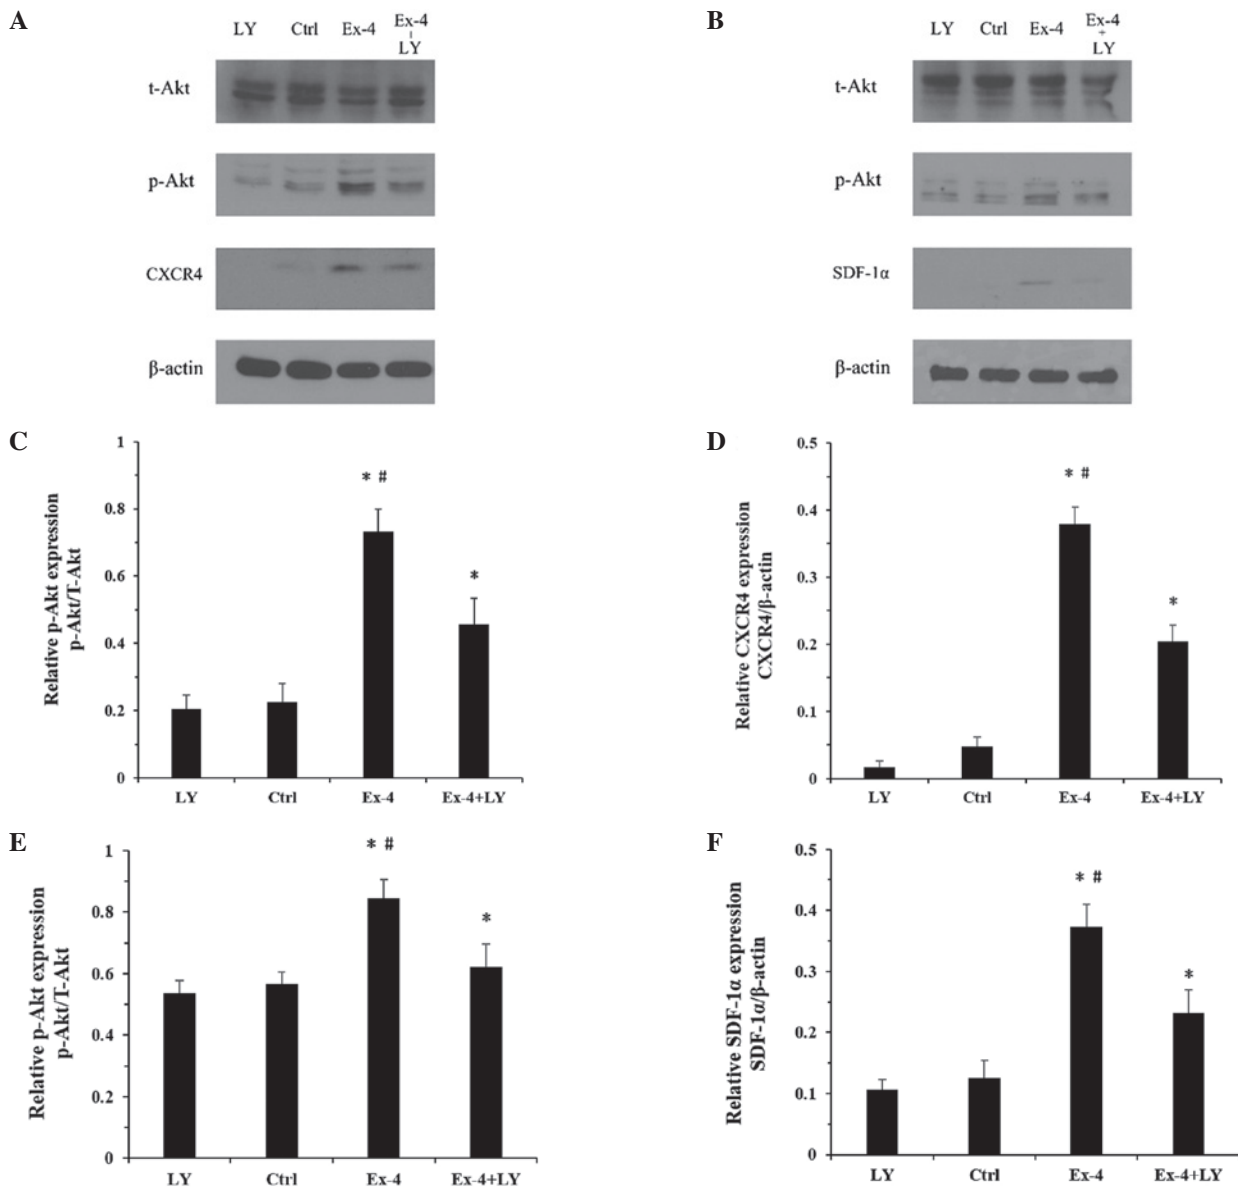 A
LY Ctrl Ex-4 Ex-4
–
LY
t-Akt
p-Akt
CXCR4
β-actin
B
LY Ctrl Ex-4 Ex-4
+
LY
t-Akt
p-Akt
SDF-1α
β-actin
C
Relative p-Akt expression
p-Akt/T-Akt
1
0.8
0.6
0.4
0.2
0
* #
*
LY Ctrl Ex-4 Ex-4+LY
D
Relative CXCR4 expression
CXCR4/β-actin
0.5
0.4
0.3
0.2
0.1
0
* #
*
LY Ctrl Ex-4 Ex-4+LY
E
Relative p-Akt expression
p-Akt/T-Akt
1
0.8
0.6
0.4
0.2
0
* #
*
LY Ctrl Ex-4 Ex-4+LY
F
Relative SDF-1α expression
SDF-1α/β-actin
0.5
0.4
0.3
0.2
0.1
0
* #
*
LY Ctrl Ex-4 Ex-4+LY